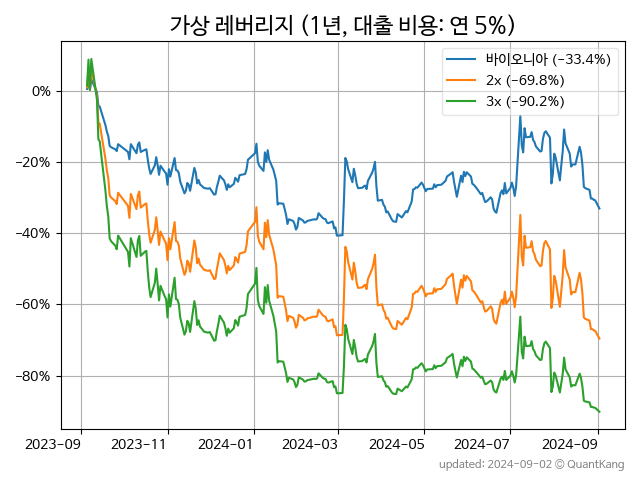 가상 레버리지 (1년, 대출 비용: 연 5%)
바이오니아 (−33.4%)
2x (−69.8%)
3x (−90.2%)
0%
−20%
−40%
−60%
−80%
2023-09 2023-11 2024-01 2024-03 2024-05 2024-07 2024-09
updated: 2024-09-02 © QuantKang